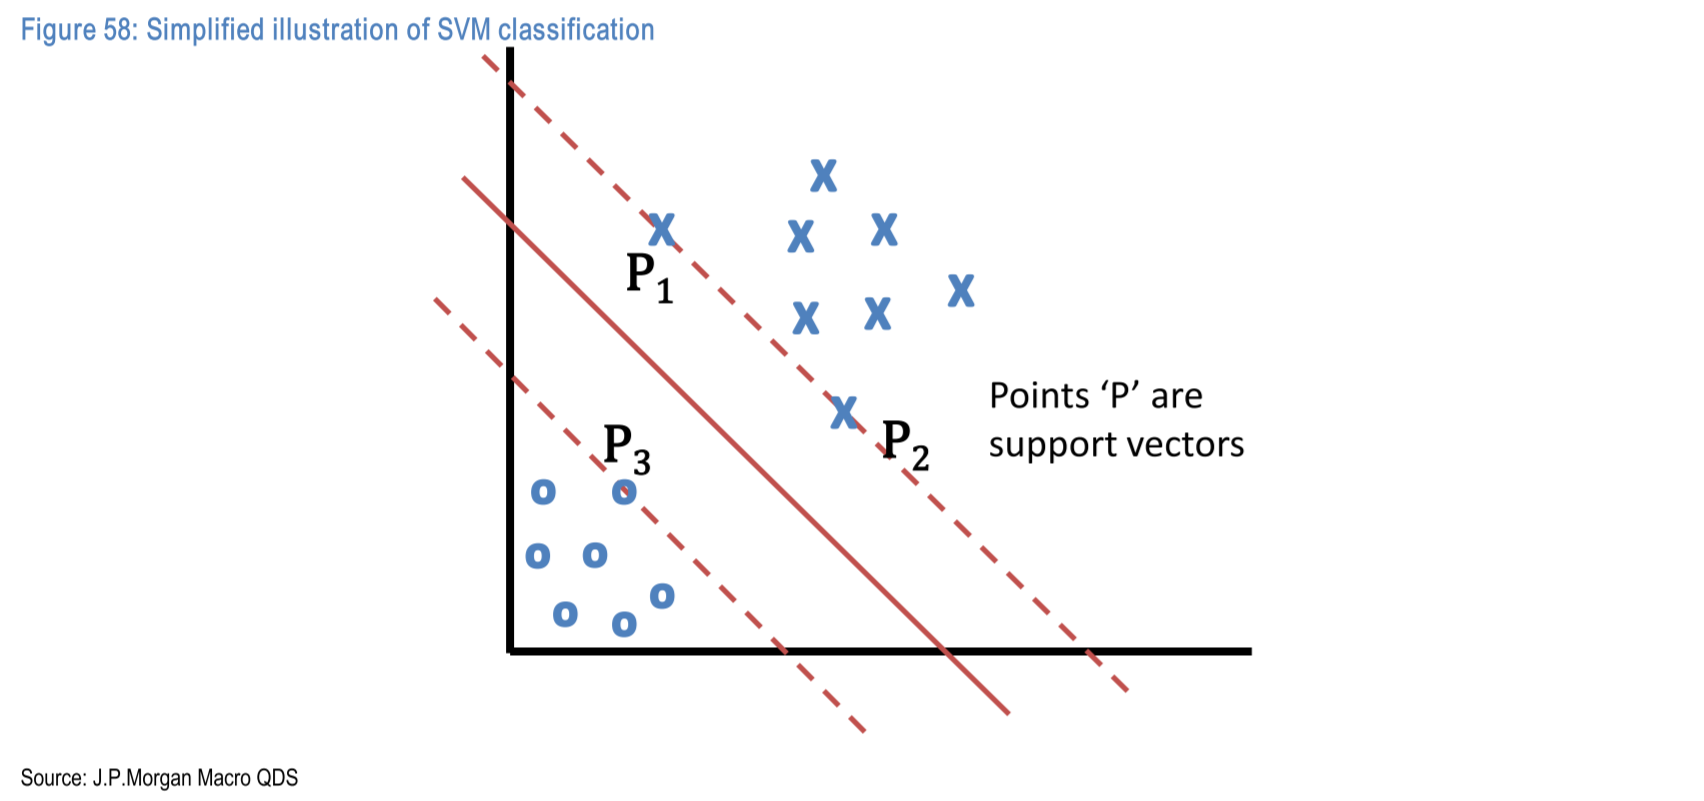 Figure 58: Simplified illustration of SVM classification
X
X
X
X
P1
X
X
X
Points ‘P’ are
X
P2
support vectors
P3
o
o
o
o
o
o
o
Source: J.P.Morgan Macro QDS